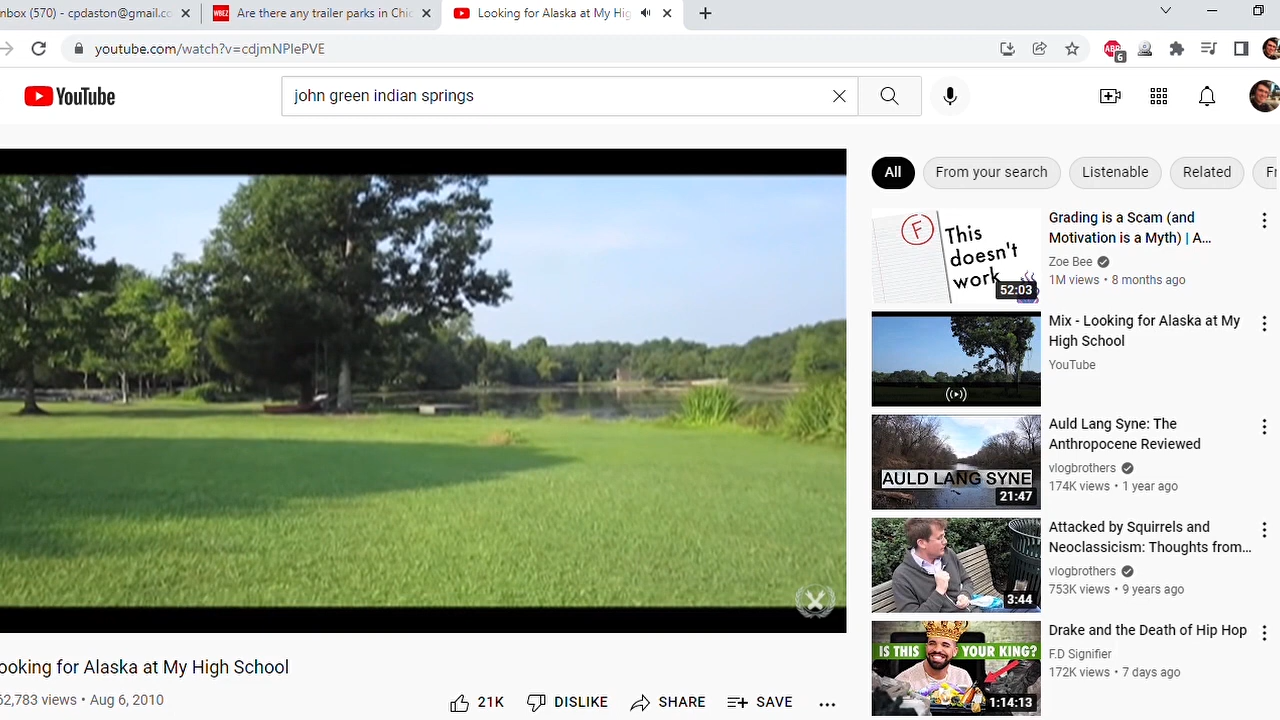 nbox (570) - cpdaston@gmail.co
WBEZ Are there any trailer parks in Chic
Looking for Alaska at My Hig
youtube.com/watch?v=cdjmNPIePVE
ABP
6
YouTube
john green indian springs
All
From your search
Listenable
Related
Fr
F
This
doesn't
work
52:03
Grading is a Scam (and
Motivation is a Myth) | A...
Zoe Bee
1M views • 8 months ago
Mix - Looking for Alaska at My
High School
YouTube
AULD LANG SYNE
21:47
Auld Lang Syne: The
Anthropocene Reviewed
vlogbrothers
174K views • 1 year ago
3:44
Attacked by Squirrels and
Neoclassicism: Thoughts from...
vlogbrothers
753K views • 9 years ago
IS THIS YOUR KING?
1:14:13
Drake and the Death of Hip Hop
F.D Signifier
172K views • 7 days ago
ooking for Alaska at My High School
62,783 views • Aug 6, 2010
21K
DISLIKE
SHARE
SAVE